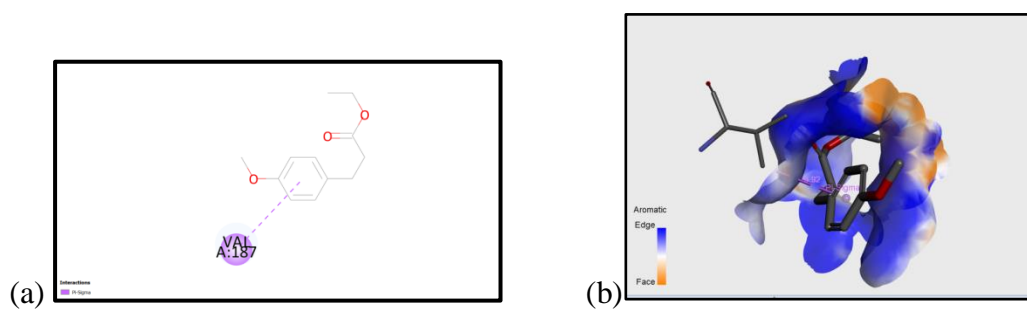 O
O
O
VAL
A:187
Interactions
Pi-Sigma
(a)
Aromatic
Edge
Face
(b)